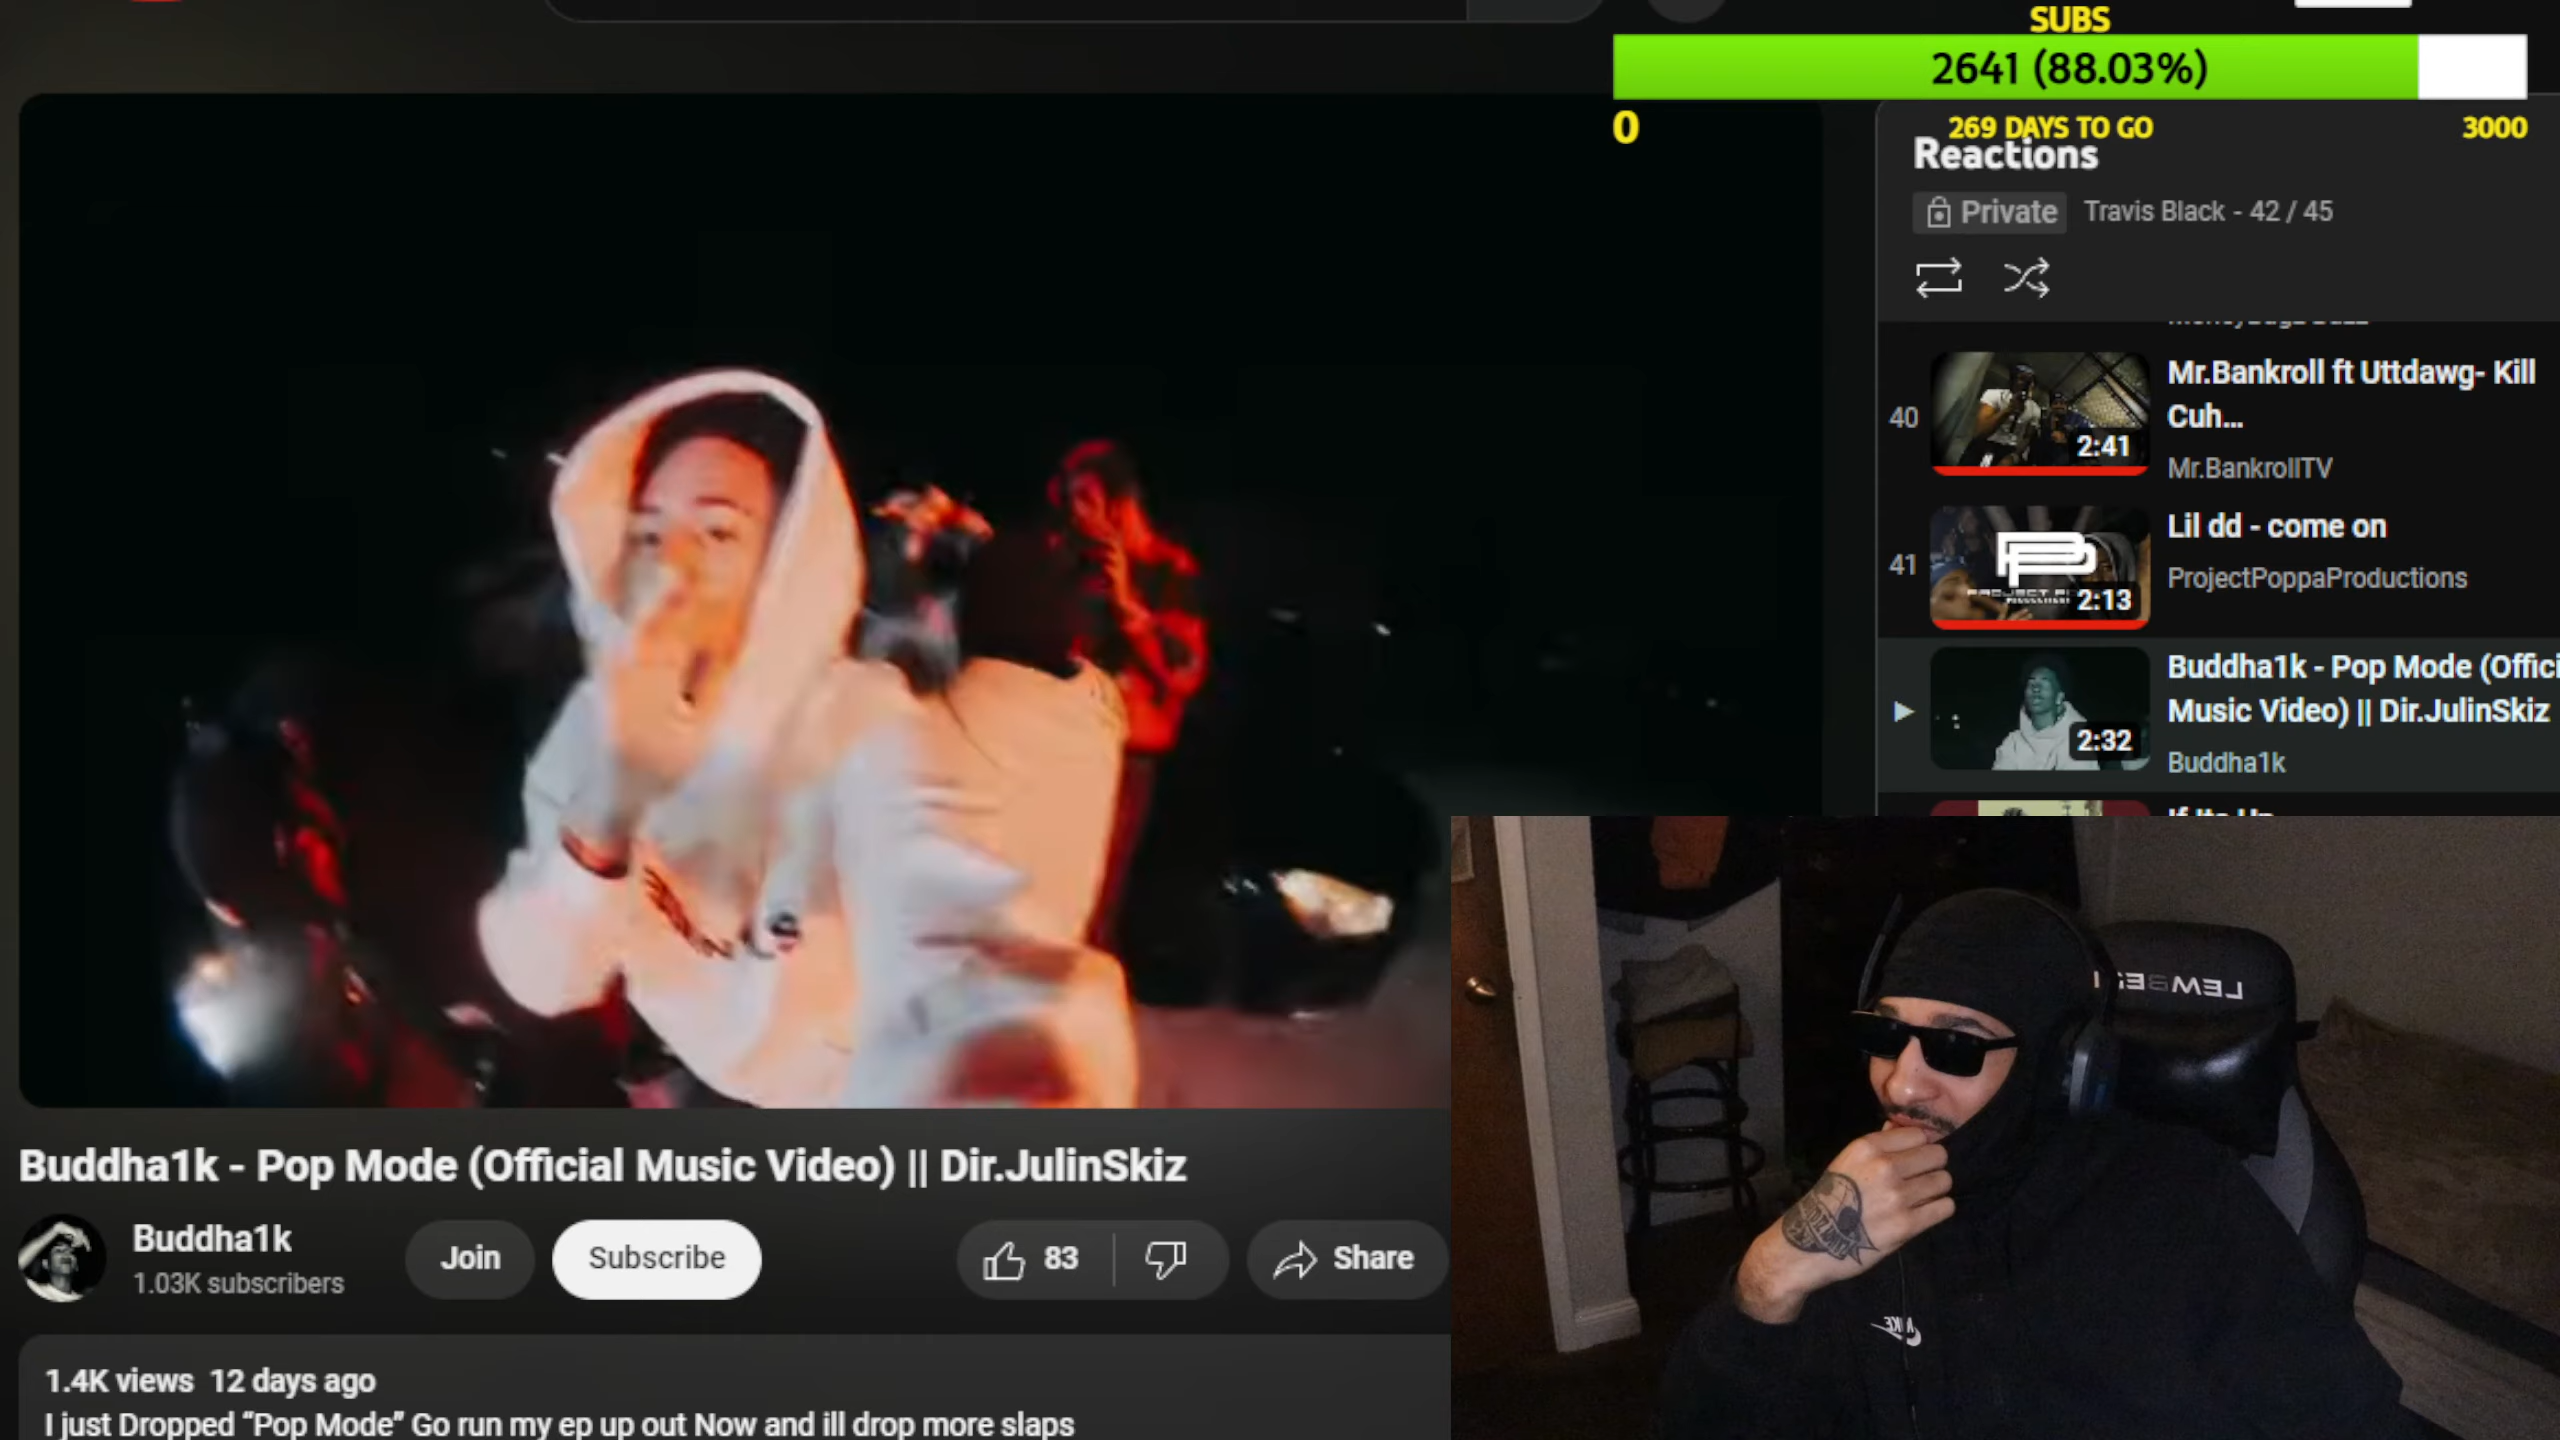 SUBS
2641 (88.03%)
0
269 DAYS TO GO
3000
Reactions
Private
Travis Black - 42 / 45
40
Mr.Bankroll ft Uttdawg- Kill
Cuh...
2:41
Mr.BankrollTV
41
Lil dd - come on
2:13
ProjectPoppaProductions
Buddha1k - Pop Mode (Offici
Music Video) || Dir.JulinSkiz
2:32
Buddha1k
Buddha1k - Pop Mode (Official Music Video) || Dir.JulinSkiz
Buddha1k
1.03K subscribers
Join
Subscribe
83
Share
1.4K views 12 days ago
I just Dropped “Pop Mode” Go run my ep up out Now and ill drop more slaps
NIKE